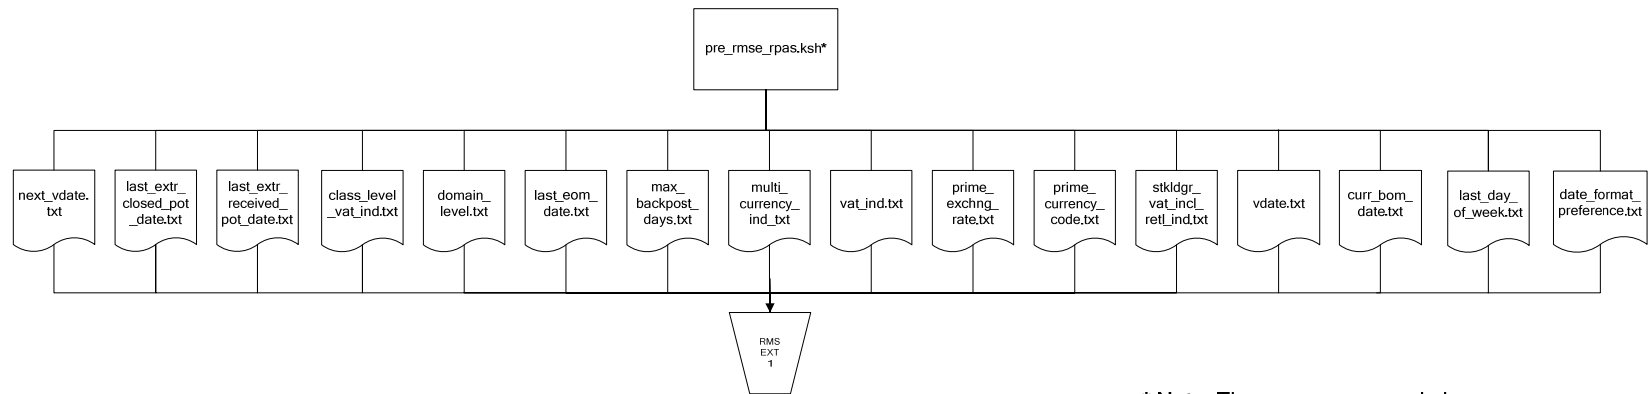 pre_rmse_rpas.ksh*
next_vdate.
txt
last_extr_
closed_pot
_date.txt
last_extr_
received_
pot_date.txt
class_level
_vat_ind.txt
domain_
level.txt
last_eom_
date.txt
max_
backpost_
days.txt
multi_
currency_
ind_txt
vat_ind.txt
prime_
exchng_
rate.txt
prime_
currency_
code.txt
stkldgr_
vat_incl_
retl_ind.txt
vdate.txt
curr_bom_
date.txt
last_day_
of_week.txt
date_format_
preference.txt
RMS
EXT
1